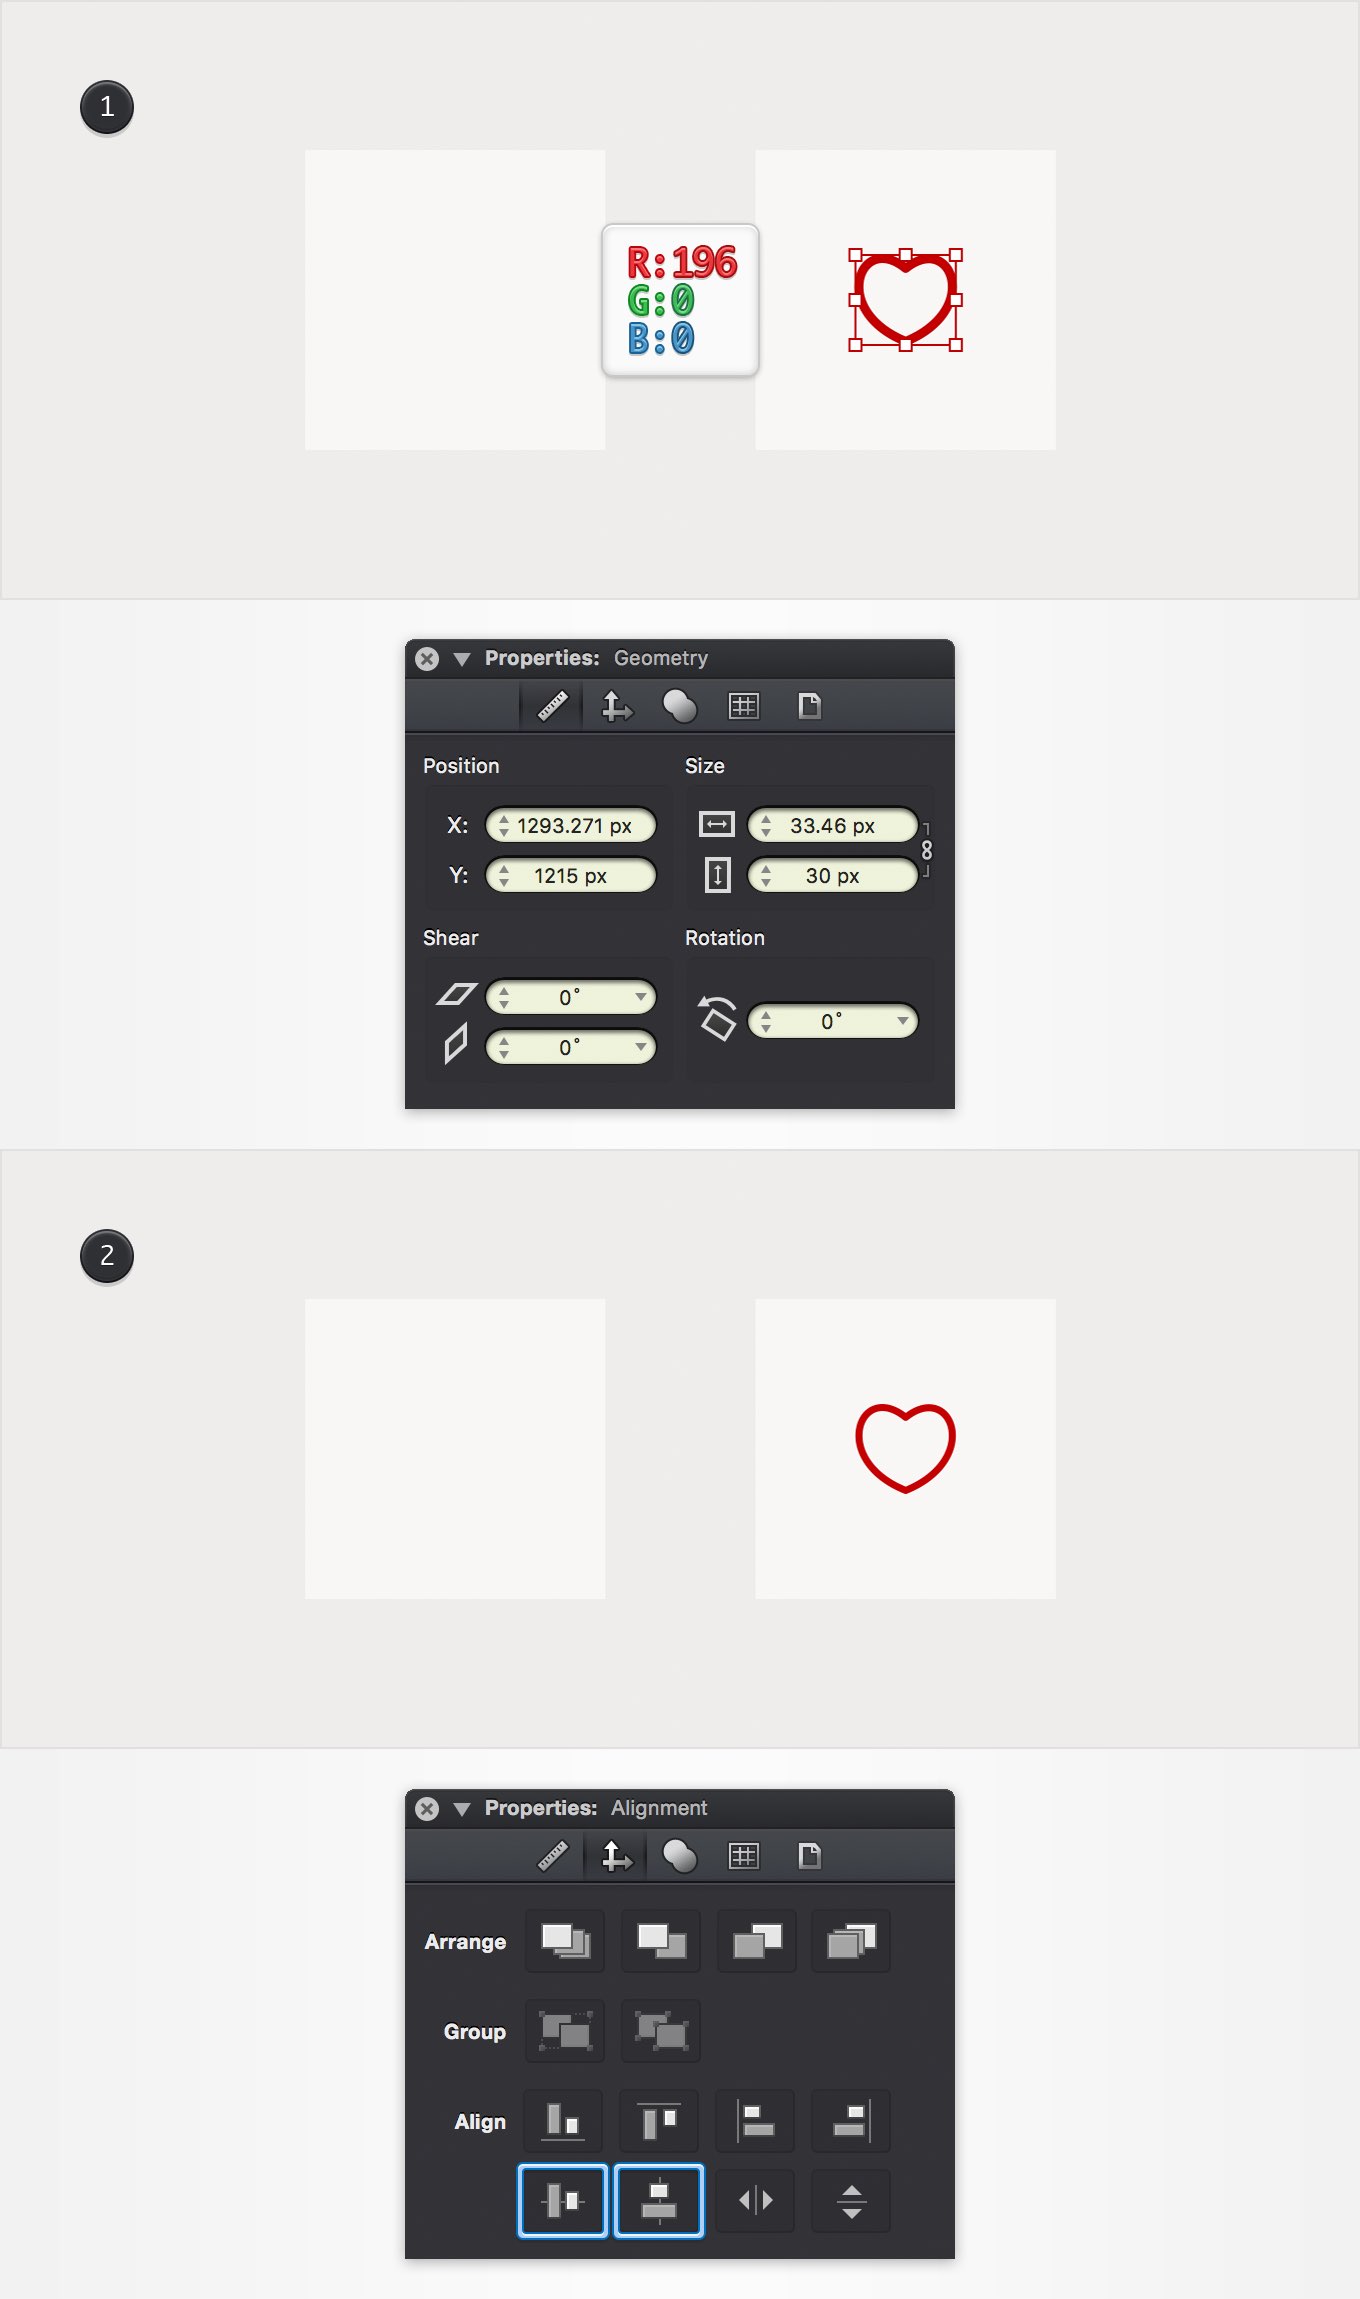 1
R:196
G:0
B:0
Properties: Geometry
Position
Size
X: 1293.271 px
33.46 px
Y: 1215 px
30 px
Shear
Rotation
0°
0°
0°
2
Properties: Alignment
Arrange
Group
Align